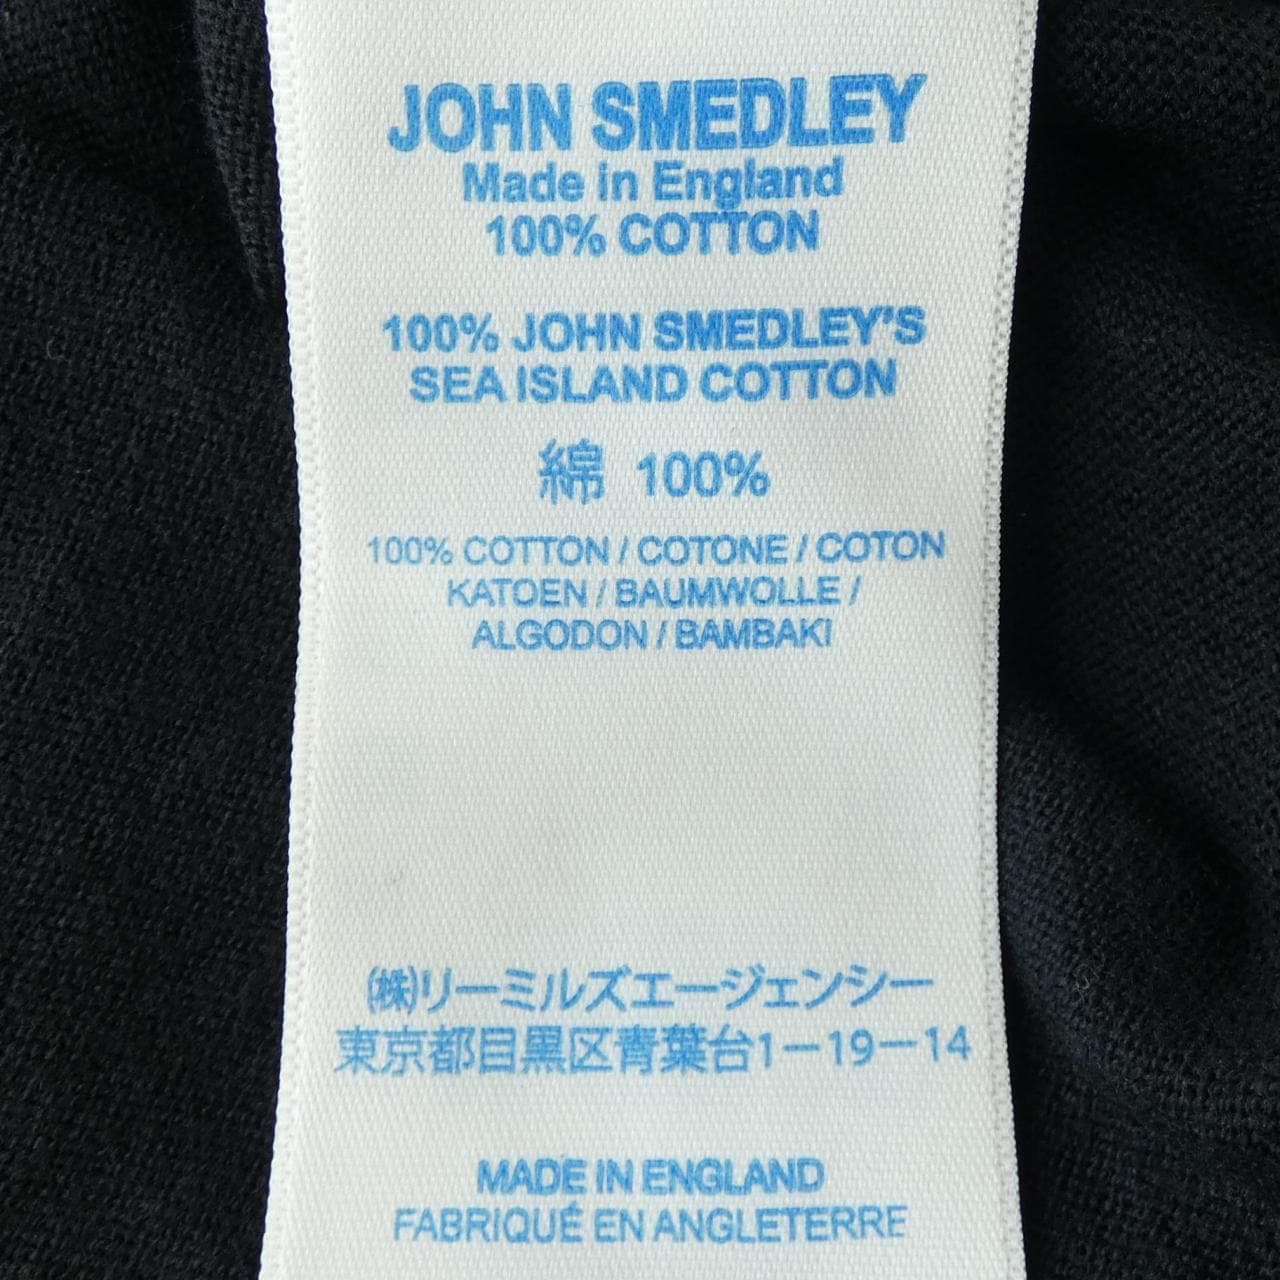 JOHN SMEDLEY
Made in England
100% COTTON
100% JOHN SMEDLEY'S
SEA ISLAND COTTON
綿 100%
100% COTTON / COTONE / COTON
KATOEN / BAUMWOLLE /
ALGODON / BAMBAKI
㈱リーミルズエージェンシー
東京都目黒区青葉台1－19－14
MADE IN ENGLAND
FABRIQUÉ EN ANGLETERRE